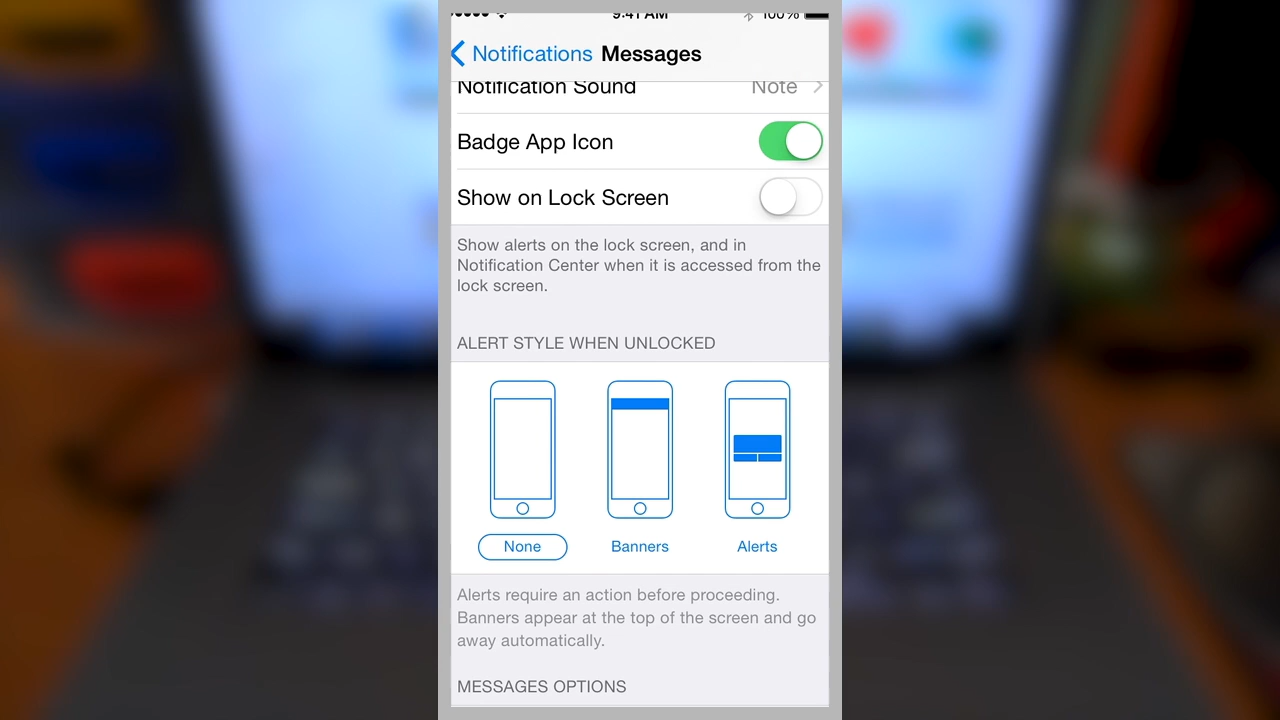 9:41 AM 100%
Notifications Messages
Notification Sound Note
Badge App Icon
Show on Lock Screen
Show alerts on the lock screen, and in
Notification Center when it is accessed from the
lock screen.
ALERT STYLE WHEN UNLOCKED
None Banners Alerts
Alerts require an action before proceeding.
Banners appear at the top of the screen and go
away automatically.
MESSAGES OPTIONS